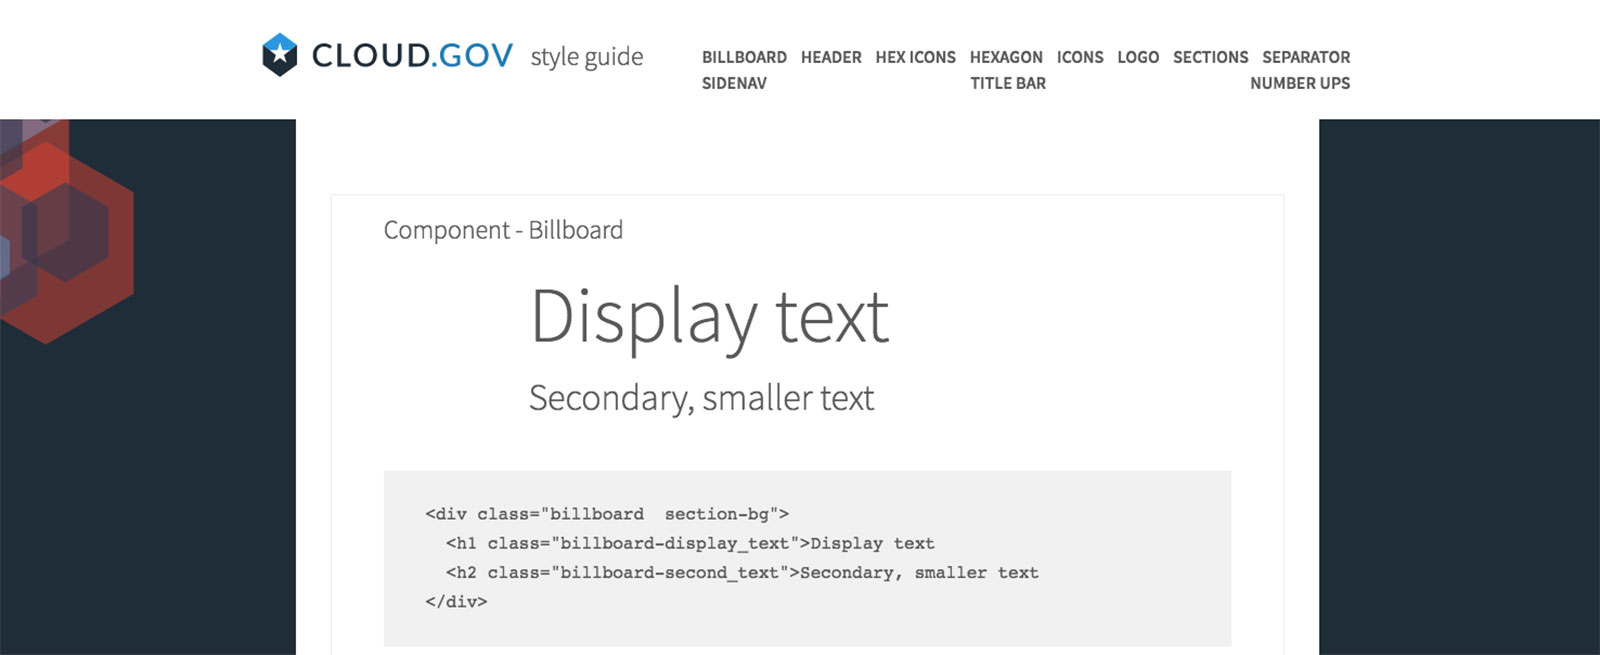 CLOUD.GOV style guide
BILLBOARD HEADER HEX ICONS HEXAGON ICONS LOGO SECTIONS SEPARATOR
SIDENAV TITLE BAR NUMBER UPS
Component - Billboard
Display text
Secondary, smaller text
<div class="billboard  section-bg">
  <h1 class="billboard-display_text">Display text
  <h2 class="billboard-second_text">Secondary, smaller text
</div>